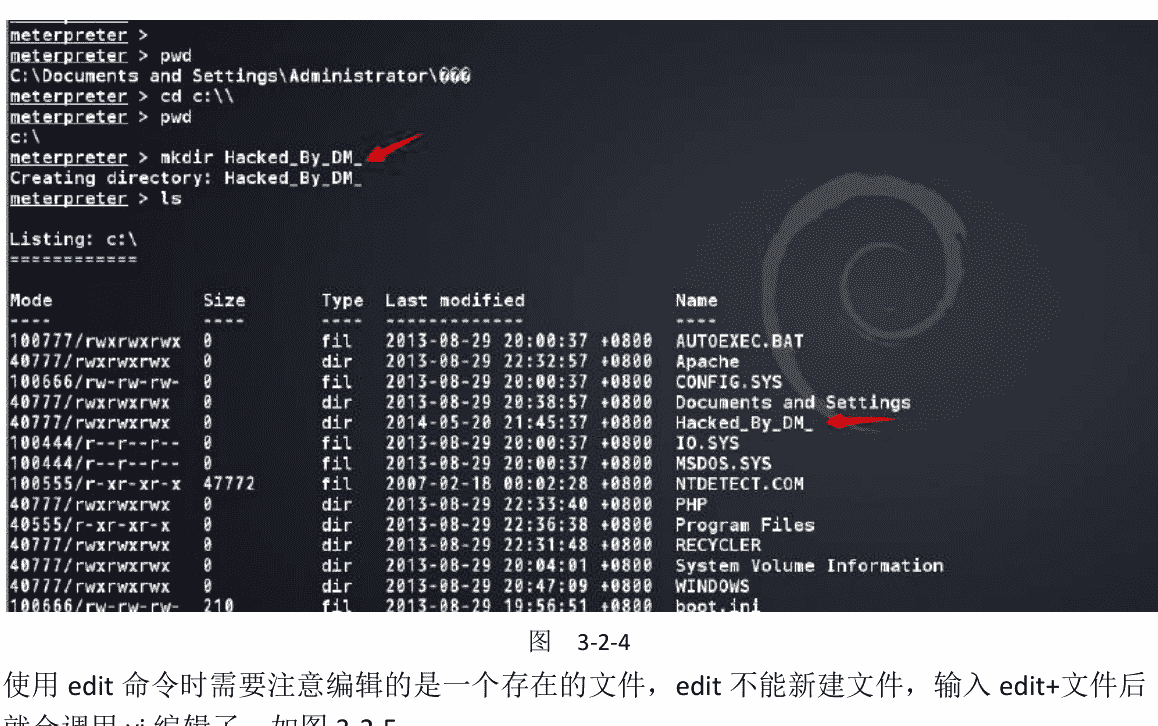 meterpreter >
meterpreter > pwd
C:\Documents and Settings\Administrator\���
meterpreter > cd c:\\
meterpreter > pwd
c:\
meterpreter > mkdir Hacked_By_DM_
Creating directory: Hacked_By_DM_
meterpreter > ls
Listing: c:\
============
Mode Size Type Last modified Name
---- ---- ---- ------------- ----
100777/rwxrwxrwx 0 fil 2013-08-29 20:00:37 +0800 AUTOEXEC.BAT
40777/rwxrwxrwx 0 dir 2013-08-29 22:32:57 +0800 Apache
100666/rw-rw-rw- 0 fil 2013-08-29 20:00:37 +0800 CONFIG.SYS
40777/rwxrwxrwx 0 dir 2013-08-29 20:38:57 +0800 Documents and Settings
40777/rwxrwxrwx 0 dir 2014-05-20 21:45:37 +0800 Hacked_By_DM_
100444/r--r--r-- 0 fil 2013-08-29 20:00:37 +0800 IO.SYS
100444/r--r--r-- 0 fil 2013-08-29 20:00:37 +0800 MSDOS.SYS
100555/r-xr-xr-x 47772 fil 2007-02-18 00:02:28 +0800 NTDETECT.COM
40777/rwxrwxrwx 0 dir 2013-08-29 22:33:40 +0800 PHP
40555/r-xr-xr-x 0 dir 2013-08-29 22:36:38 +0800 Program Files
40777/rwxrwxrwx 0 dir 2013-08-29 22:31:48 +0800 RECYCLER
40777/rwxrwxrwx 0 dir 2013-08-29 20:04:01 +0800 System Volume Information
40777/rwxrwxrwx 0 dir 2013-08-29 20:47:09 +0800 WINDOWS
100666/rw-rw-rw- 210 fil 2013-08-29 19:56:51 +0800 boot.ini
图 3-2-4
使用 edit 命令时需要注意编辑的是一个存在的文件，edit 不能新建文件，输入 edit+文件后
就会调用 vi 编辑了，如图 3-2-5